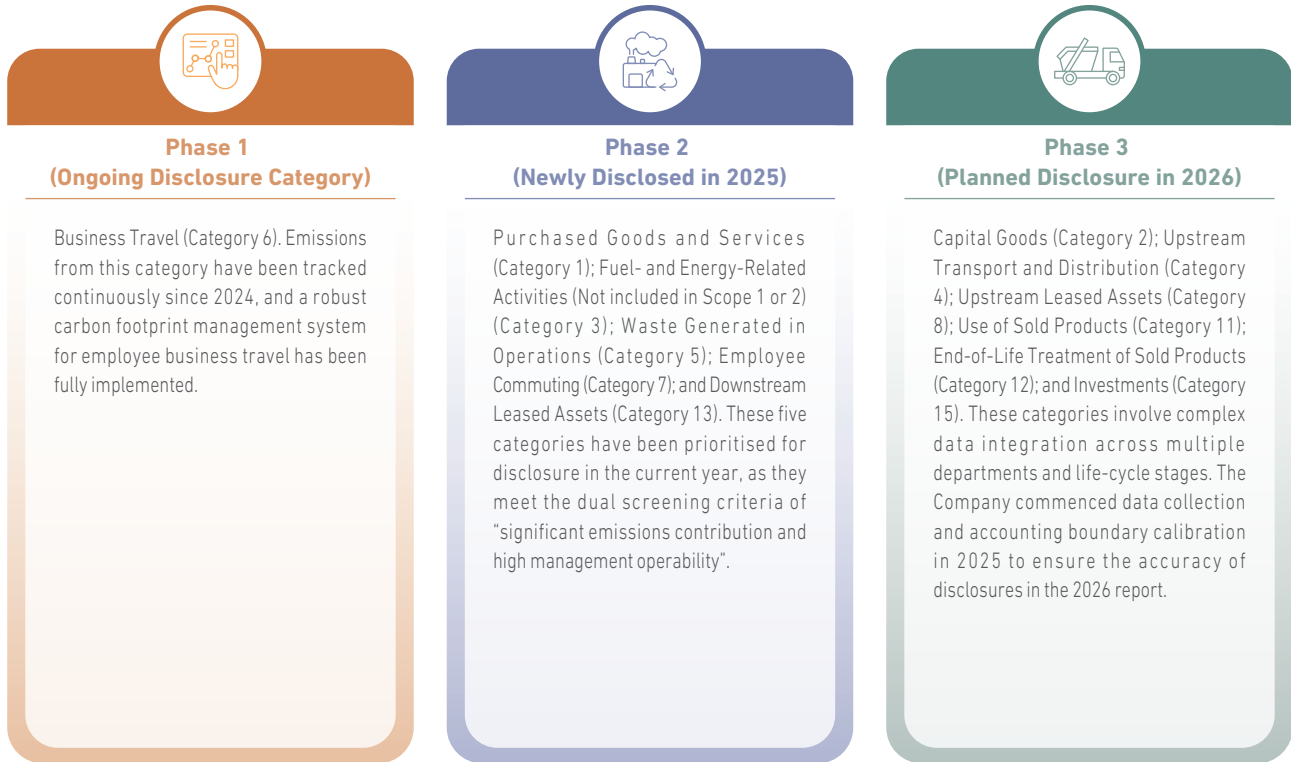 Phase 1
(Ongoing Disclosure Category)
Business Travel (Category 6). Emissions
from this category have been tracked
continuously since 2024, and a robust
carbon footprint management system
for employee business travel has been
fully implemented.
Phase 2
(Newly Disclosed in 2025)
Purchased Goods and Services
(Category 1); Fuel- and Energy-Related
Activities (Not included in Scope 1 or 2)
(Category 3); Waste Generated in
Operations (Category 5); Employee
Commuting (Category 7); and Downstream
Leased Assets (Category 13). These five
categories have been prioritised for
disclosure in the current year, as they
meet the dual screening criteria of
“significant emissions contribution and
high management operability”.
Phase 3
(Planned Disclosure in 2026)
Capital Goods (Category 2); Upstream
Transport and Distribution (Category
4); Upstream Leased Assets (Category
8); Use of Sold Products (Category 11);
End-of-Life Treatment of Sold Products
(Category 12); and Investments (Category
15). These categories involve complex
data integration across multiple
departments and life-cycle stages. The
Company commenced data collection
and accounting boundary calibration
in 2025 to ensure the accuracy of
disclosures in the 2026 report.